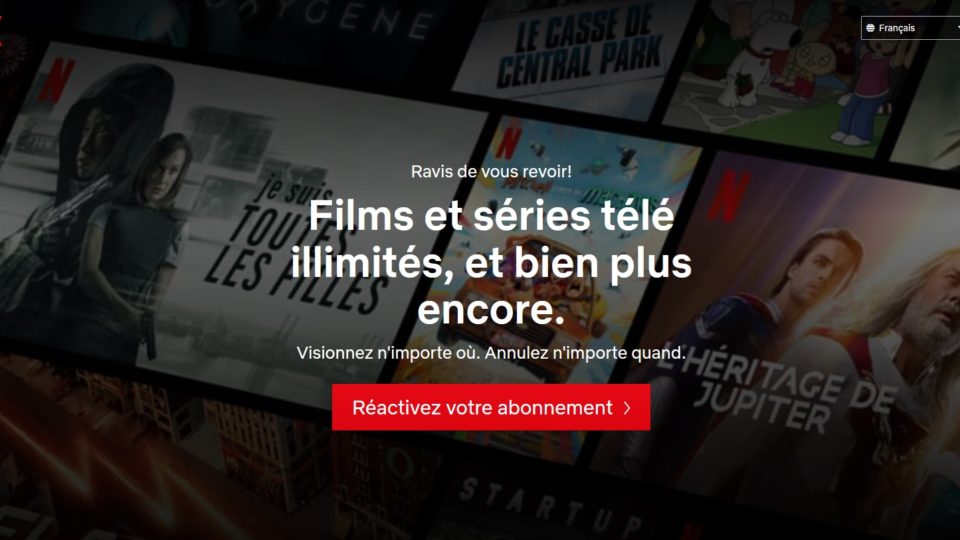 OXYGÈNE
LE CASSE DE
CENTRAL PARK
Français
N
N
N
Ravis de vous revoir!
je suis
TOUTES
LES FILLES
Films et séries télé
illimités, et bien plus
encore.
Visionnez n'importe où. Annulez n'importe quand.
L'HÉRITAGE DE
JUPITER
Réactivez votre abonnement
STARTUP